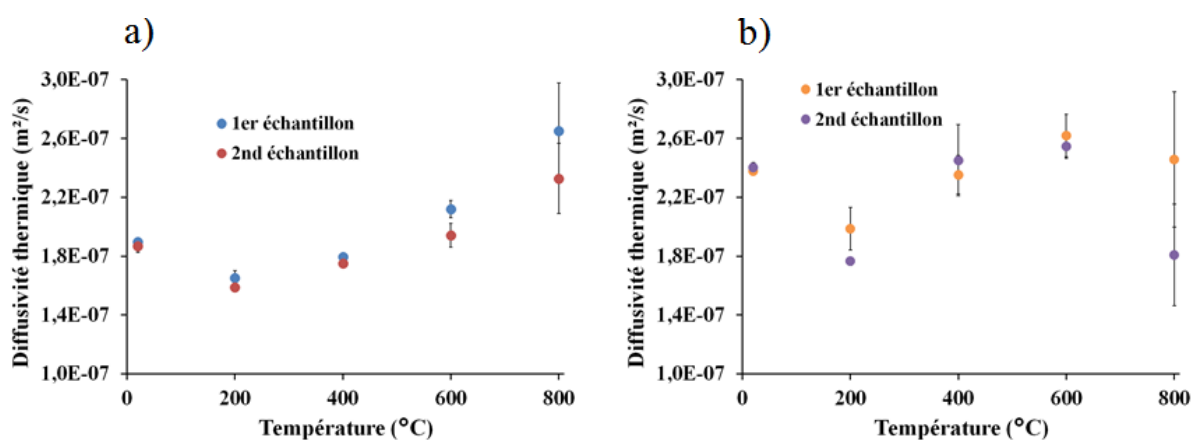 a)
Diffusivité thermique (m²/s)
3,0E-07
2,6E-07
2,2E-07
1,8E-07
1,4E-07
1,0E-07
1er échantillon
2nd échantillon
0 200 400 600 800
Température (°C)
b)
Diffusivité thermique (m²/s)
3,0E-07
2,6E-07
2,2E-07
1,8E-07
1,4E-07
1,0E-07
1er échantillon
2nd échantillon
0 200 400 600 800
Température (°C)